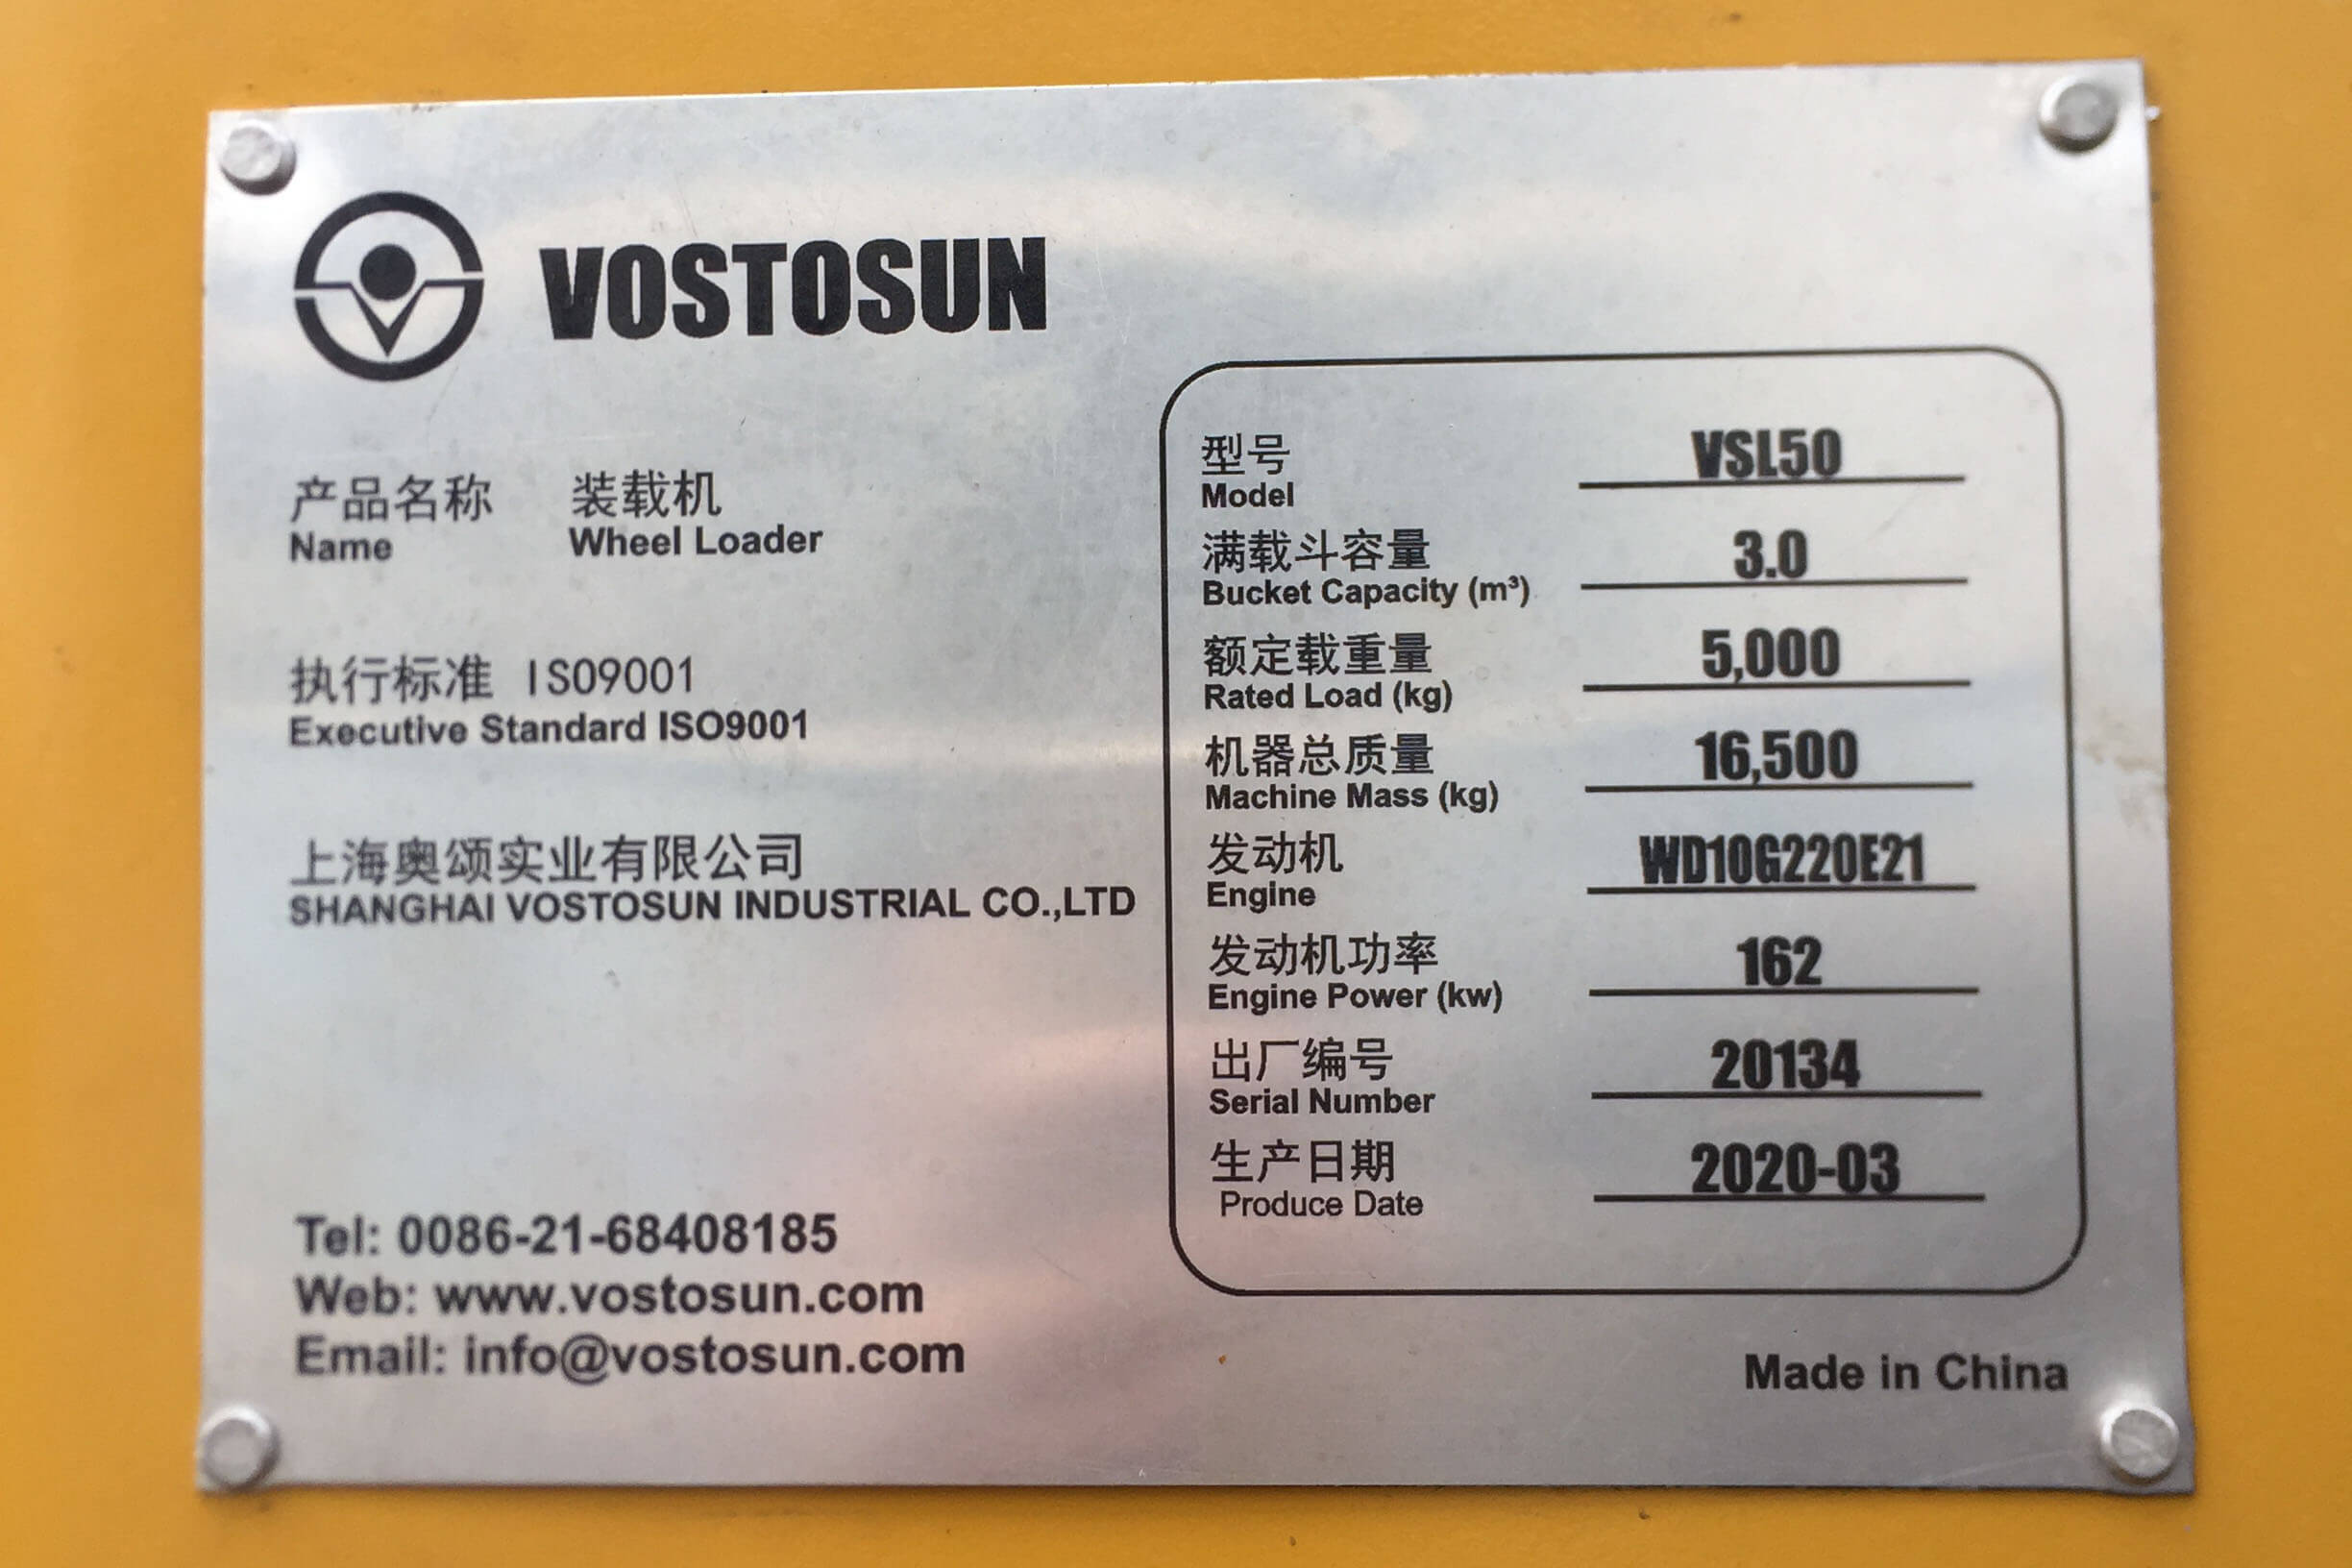 VOSTOSUN
产品名称 装载机
Name Wheel Loader
执行标准 ISO9001
Executive Standard ISO9001
上海奥颂实业有限公司
SHANGHAI VOSTOSUN INDUSTRIAL CO.,LTD
Tel: 0086-21-68408185
Web: www.vostosun.com
Email: info@vostosun.com
型号 VSL50
Model
满载斗容量 3.0
Bucket Capacity (m³)
额定载重量 5,000
Rated Load (kg)
机器总质量 16,500
Machine Mass (kg)
发动机 WD10G220E21
Engine
发动机功率 162
Engine Power (kw)
出厂编号 20134
Serial Number
生产日期 2020-03
Produce Date
Made in China